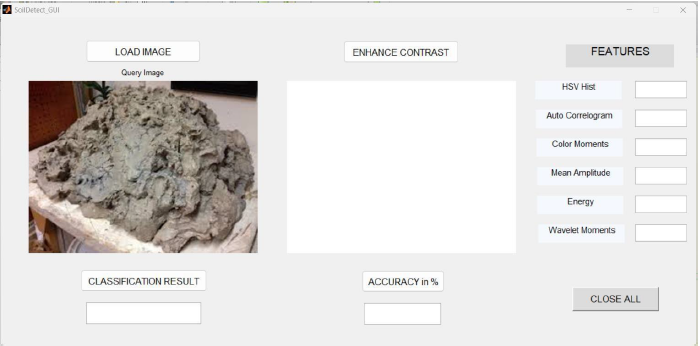 SoilDetect_GUI
LOAD IMAGE
ENHANCE CONTRAST
FEATURES
Query Image
HSV Hist
Auto Correlogram
Color Moments
Mean Amplitude
Energy
Wavelet Moments
CLASSIFICATION RESULT
ACCURACY in %
CLOSE ALL